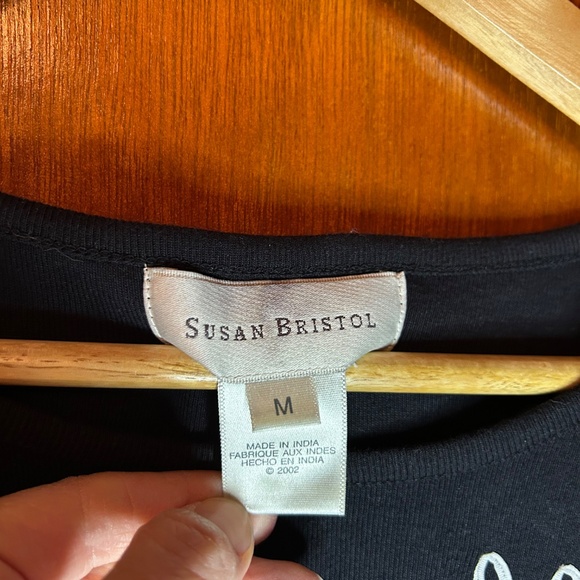 SUSAN BRISTOL
M
MADE IN INDIA
FABRIQUE AUX INDES
HECHO EN INDIA
© 2002